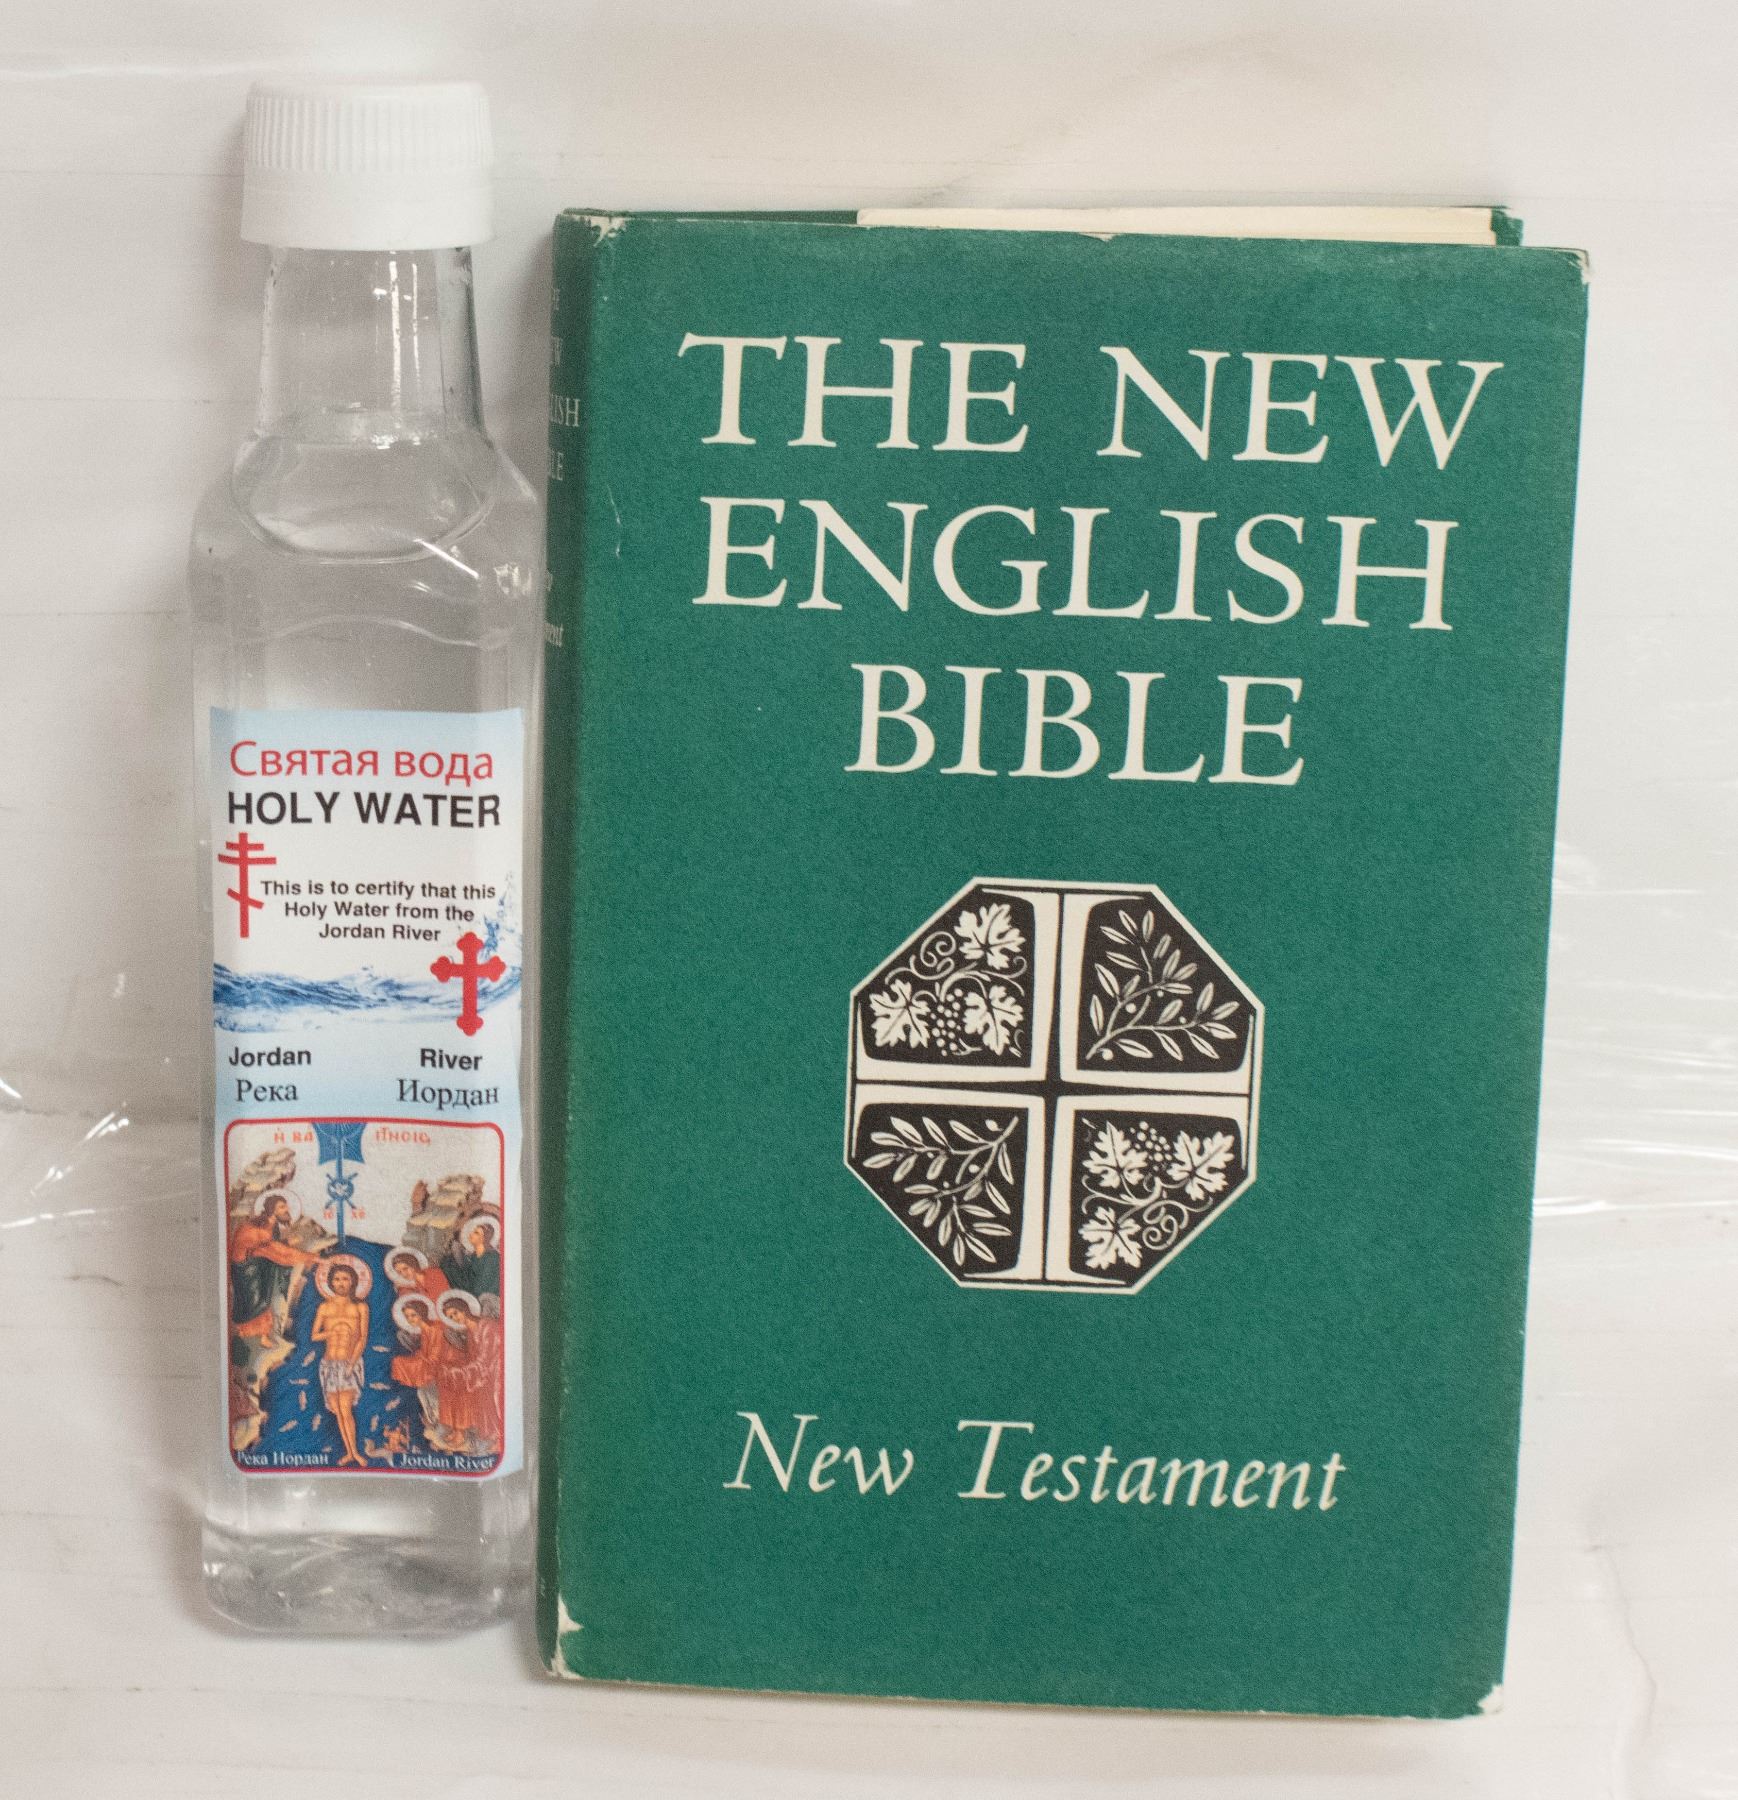 Святая вода
HOLY WATER
This is to certify that this
Holy Water from the
Jordan River
Jordan River
Река Иордан
Река Иордан Jordan River
THE NEW
ENGLISH
BIBLE
New Testament